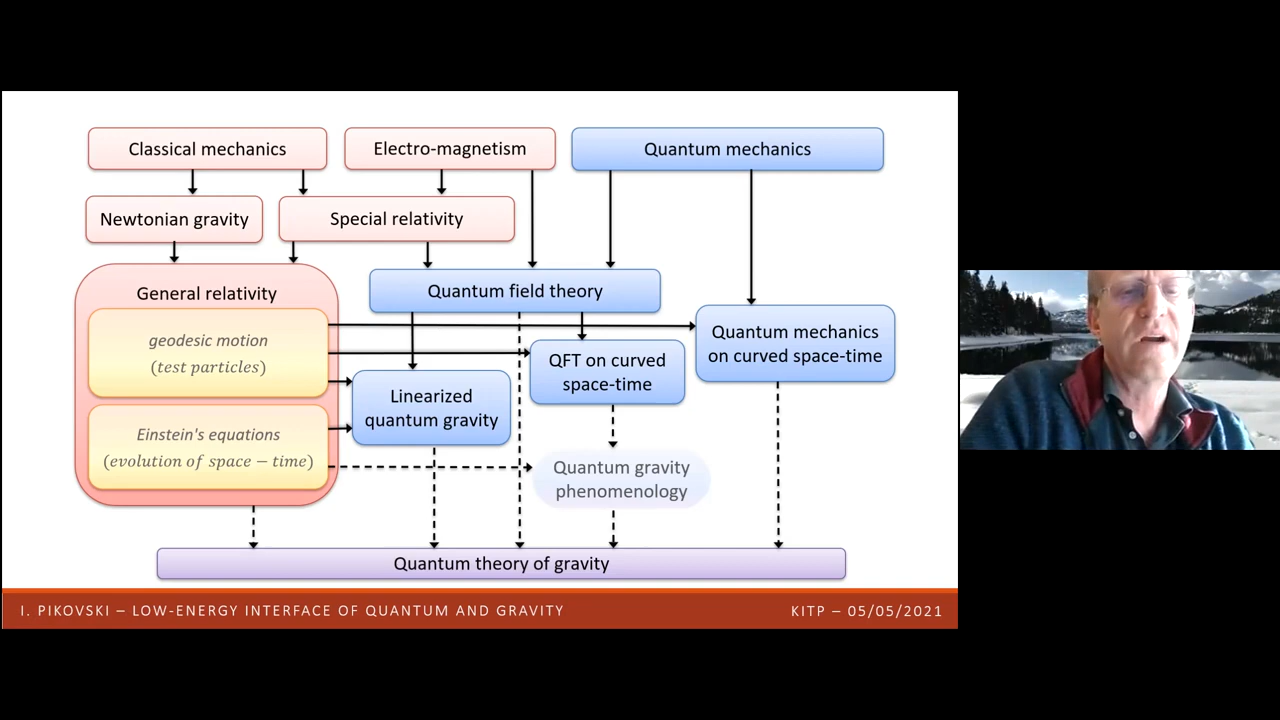 Classical mechanics
Electro-magnetism
Quantum mechanics
Newtonian gravity
Special relativity
General relativity
Quantum field theory
geodesic motion
(test particles)
Quantum mechanics
on curved space-time
QFT on curved
space-time
Linearized
quantum gravity
Einstein's equations
(evolution of space − time)
Quantum gravity
phenomenology
Quantum theory of gravity
I. PIKOVSKI – LOW-ENERGY INTERFACE OF QUANTUM AND GRAVITY
KITP – 05/05/2021